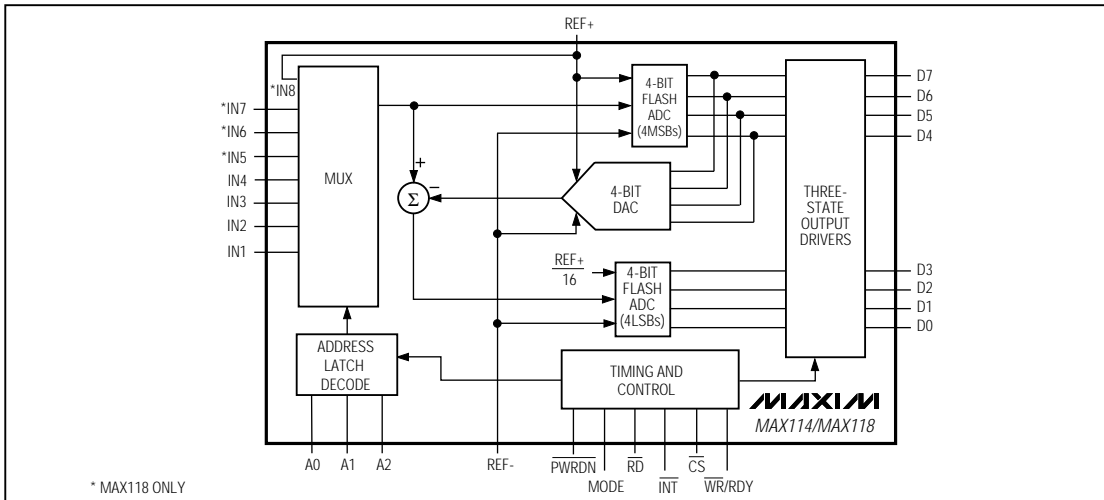 REF+
*IN8
*IN7
*IN6
*IN5
IN4
IN3
IN2
IN1
MUX
4-BIT
FLASH
ADC
(4MSBs)
D7
D6
D5
D4
+
−
Σ
4-BIT
DAC
THREE-
STATE
OUTPUT
DRIVERS
REF+
16
4-BIT
FLASH
ADC
(4LSBs)
D3
D2
D1
D0
ADDRESS
LATCH
DECODE
TIMING AND
CONTROL
MAXIM
MAX114/MAX118
A0 A1 A2
REF-
PWRDN
MODE
RD
INT
CS
WR/RDY
* MAX118 ONLY